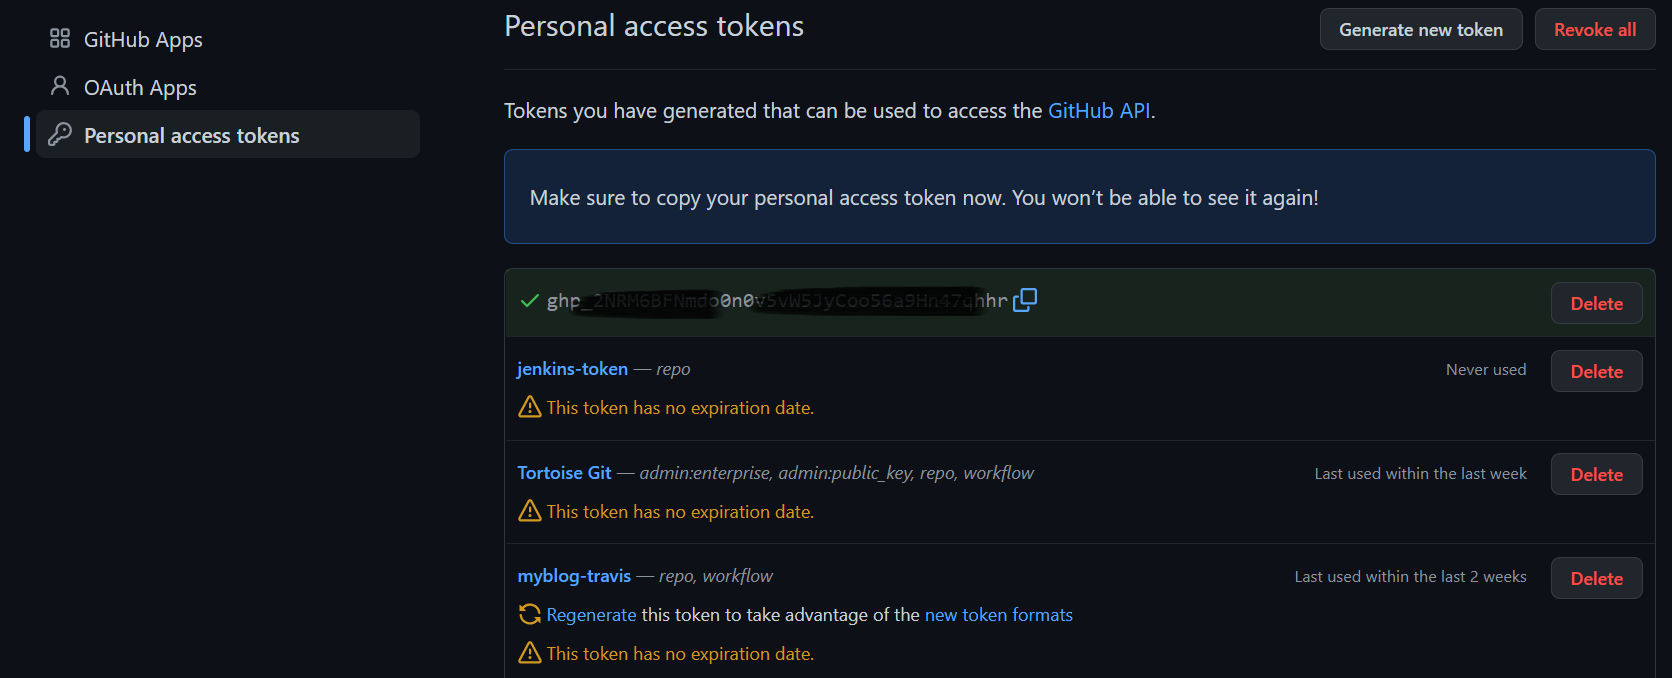 GitHub Apps
OAuth Apps
Personal access tokens
Personal access tokens
Generate new token
Revoke all
Tokens you have generated that can be used to access the GitHub API.
Make sure to copy your personal access token now. You won’t be able to see it again!
Delete
jenkins-token — repo
Never used
Delete
This token has no expiration date.
Tortoise Git — admin:enterprise, admin:public_key, repo, workflow
Last used within the last week
Delete
This token has no expiration date.
myblog-travis — repo, workflow
Last used within the last 2 weeks
Delete
Regenerate this token to take advantage of the new token formats
This token has no expiration date.